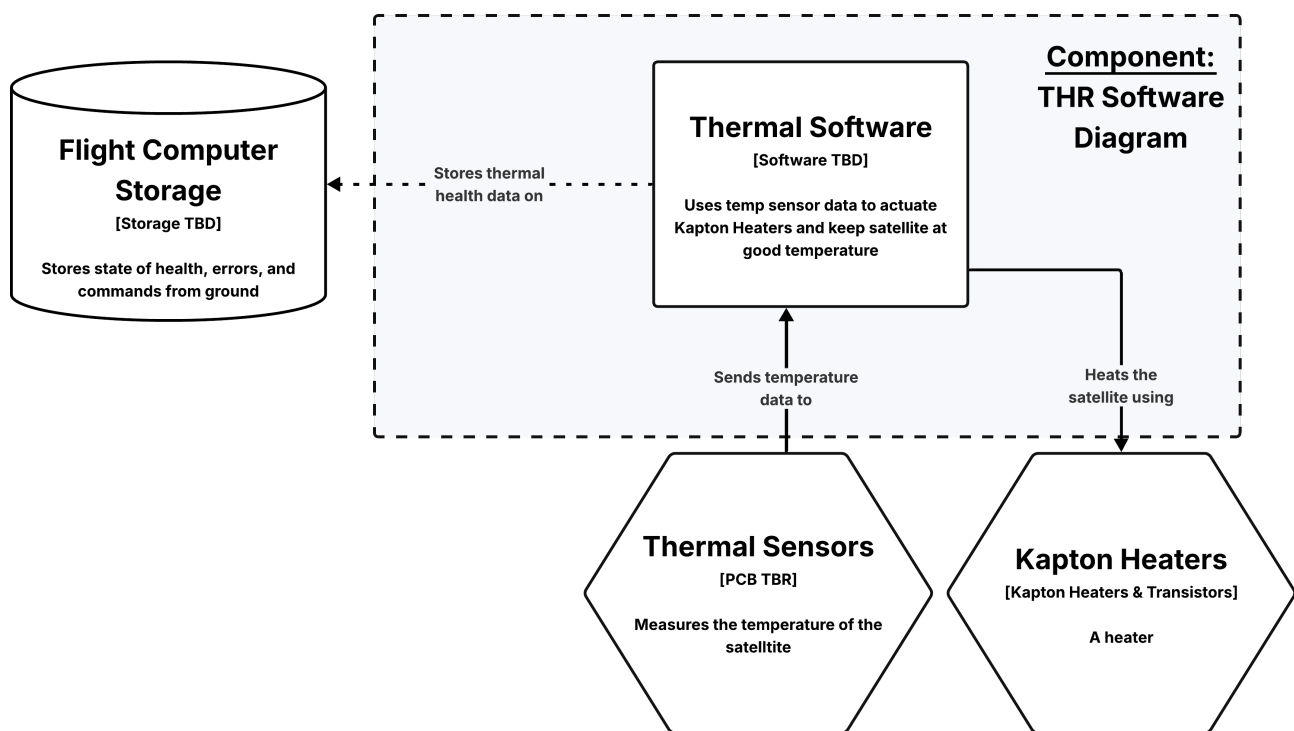 Component:
THR Software
Diagram
Flight Computer
Storage
[Storage TBD]
Stores state of health, errors, and
commands from ground
Stores thermal
health data on
Thermal Software
[Software TBD]
Uses temp sensor data to actuate
Kapton Heaters and keep satellite at
good temperature
Sends temperature
data to
Heats the
satellite using
Thermal Sensors
[PCB TBR]
Measures the temperature of the
satelltite
Kapton Heaters
[Kapton Heaters & Transistors]
A heater